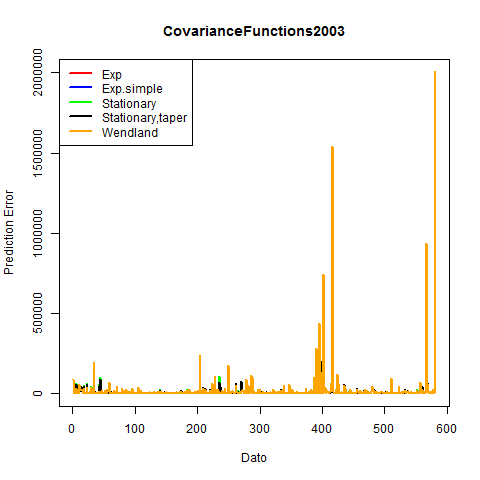 CovarianceFunctions2003
Exp
Exp.simple
Stationary
Stationary,taper
Wendland
Prediction Error
0
500000
1000000
1500000
2000000
0 100 200 300 400 500 600
Dato